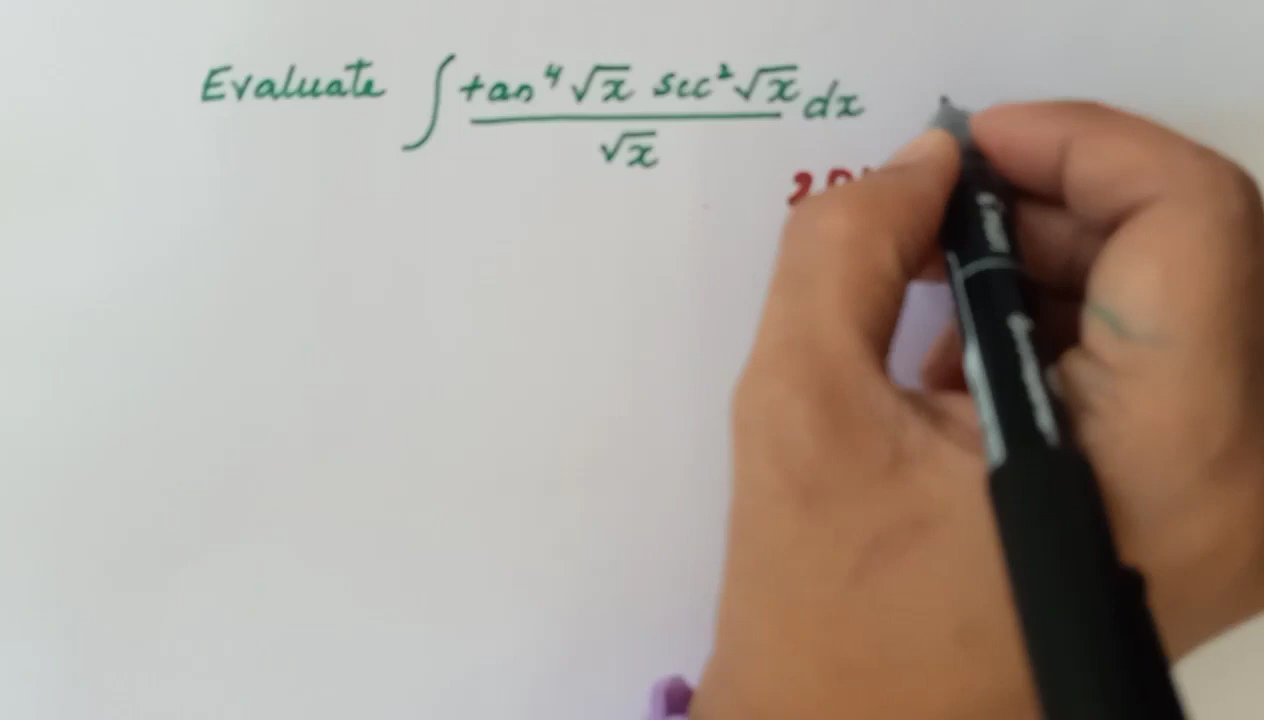 Evaluate ∫ tan⁴ √x sec² √x dx
√x